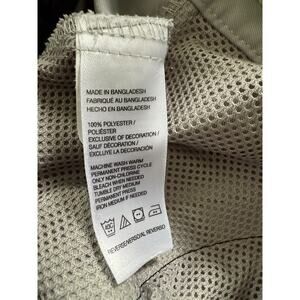 MADE IN BANGLADESH
FABRIQUÉ AU BANGLADESH
HECHO EN BANGLADESH
100% POLYESTER /
POLIÉSTER
EXCLUSIVE OF DECORATION /
SAUF DÉCORATION /
EXCLUYE LA DECORACIÓN
MACHINE WASH WARM
PERMANENT PRESS CYCLE
ONLY NON-CHLORINE
BLEACH WHEN NEEDED
TUMBLE DRY MEDIUM
PERMANENT PRESS
IRON MEDIUM IF NEEDED
40C
REVERSE/VERSO/AL REVERSO